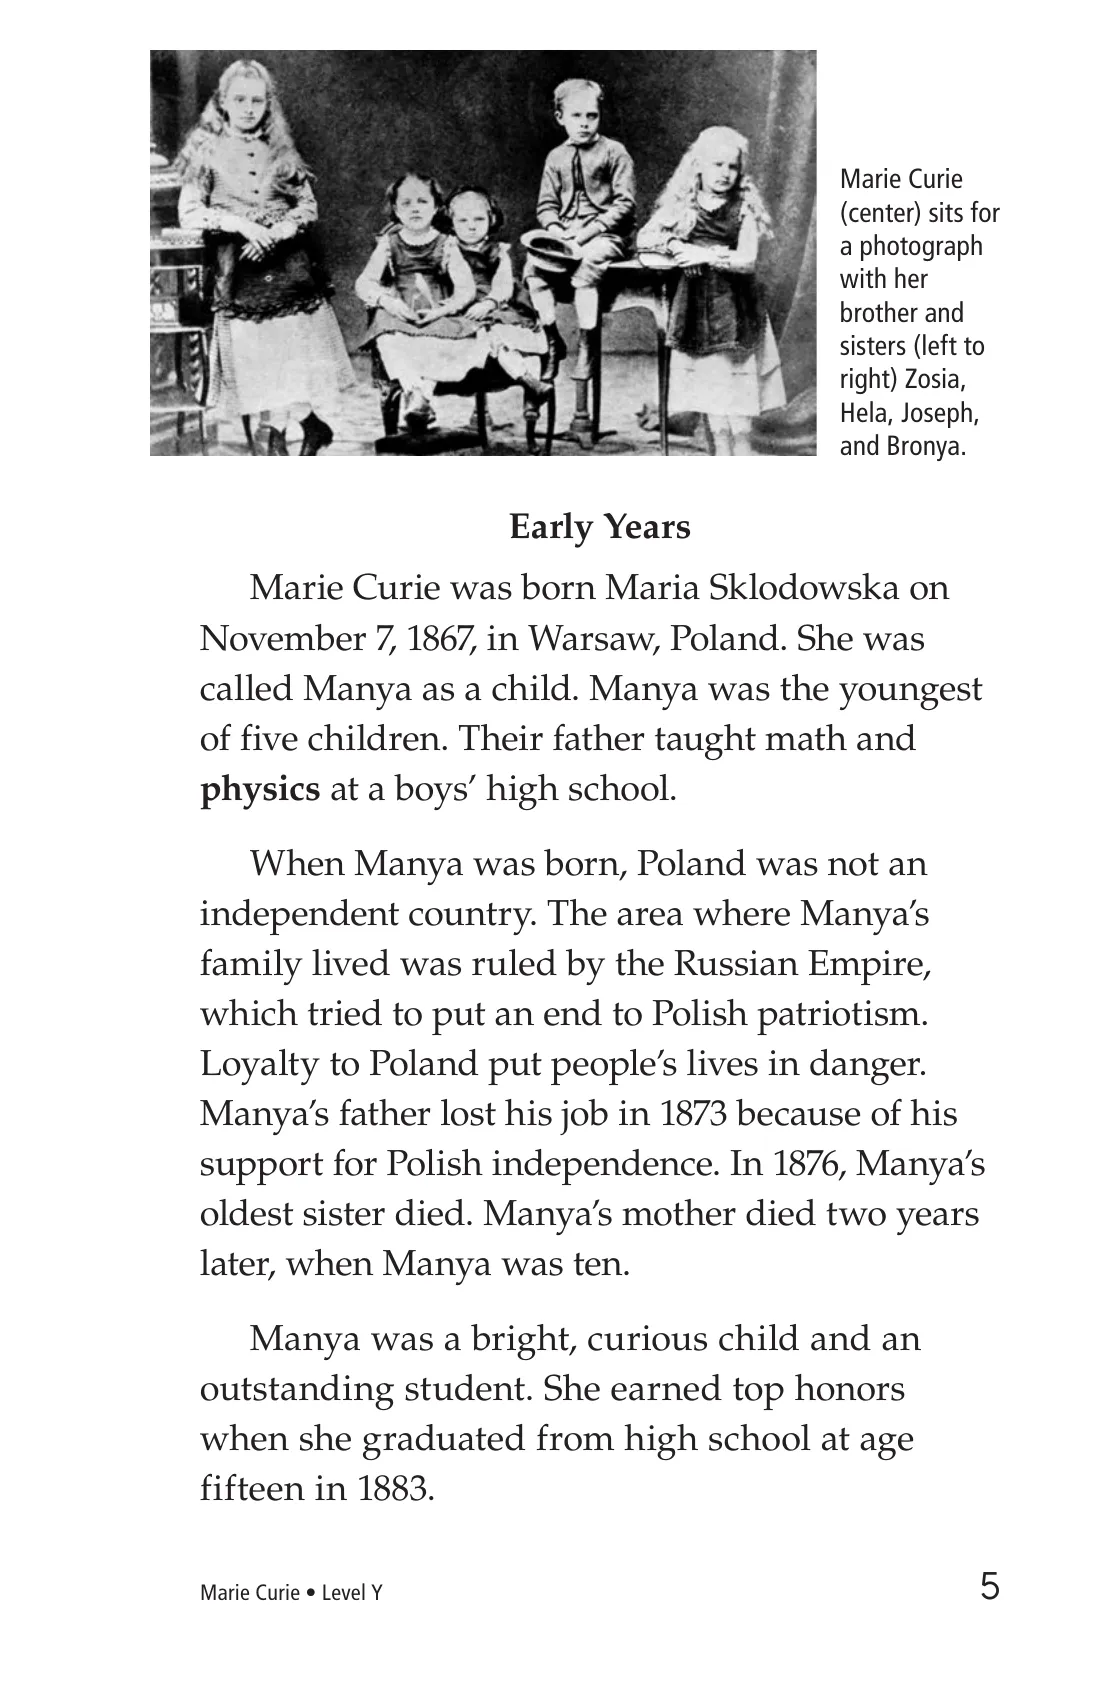 Marie Curie
(center) sits for
a photograph
with her
brother and
sisters (left to
right) Zosia,
Hela, Joseph,
and Bronya.
Early Years
Marie Curie was born Maria Sklodowska on
November 7, 1867, in Warsaw, Poland. She was
called Manya as a child. Manya was the youngest
of five children. Their father taught math and
physics at a boys’ high school.
When Manya was born, Poland was not an
independent country. The area where Manya’s
family lived was ruled by the Russian Empire,
which tried to put an end to Polish patriotism.
Loyalty to Poland put people’s lives in danger.
Manya’s father lost his job in 1873 because of his
support for Polish independence. In 1876, Manya’s
oldest sister died. Manya’s mother died two years
later, when Manya was ten.
Manya was a bright, curious child and an
outstanding student. She earned top honors
when she graduated from high school at age
fifteen in 1883.
Marie Curie • Level Y
5